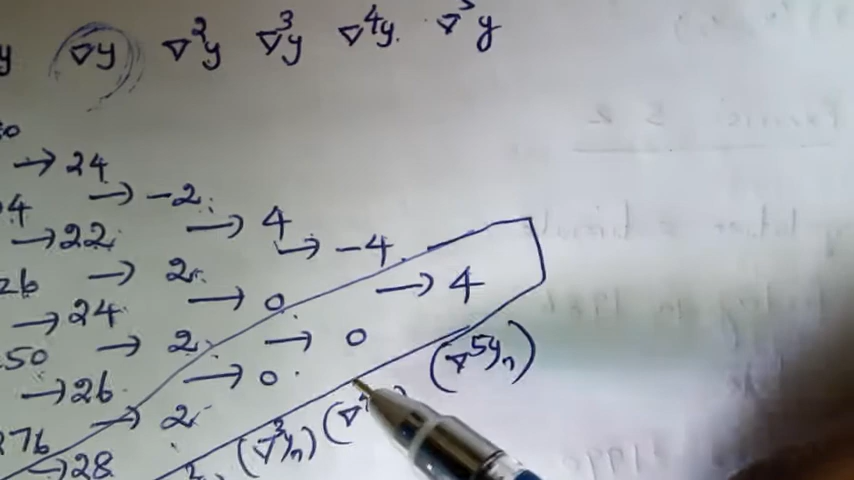 y ∇y ∇²y ∇³y ∇⁴y. ∇⁵y
→ 24
→ -2
→ 4
→ 22
→ -4
26 → 2
→ 0 → 4
→ 24
→ 2 → 0
50 → 0 (∇⁵yₙ)
→ 26
→ 2
276 (∇³yₙ)
→ 28